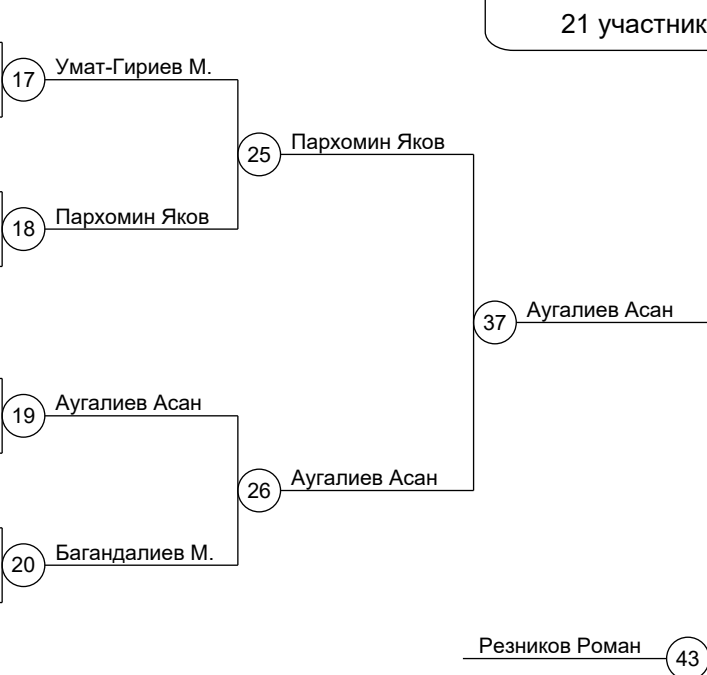 21 участник
17 Умат-Гириев М.
25 Пархомин Яков
18 Пархомин Яков
37 Аугалиев Асан
19 Аугалиев Асан
26 Аугалиев Асан
20 Багандалиев М.
Резников Роман 43